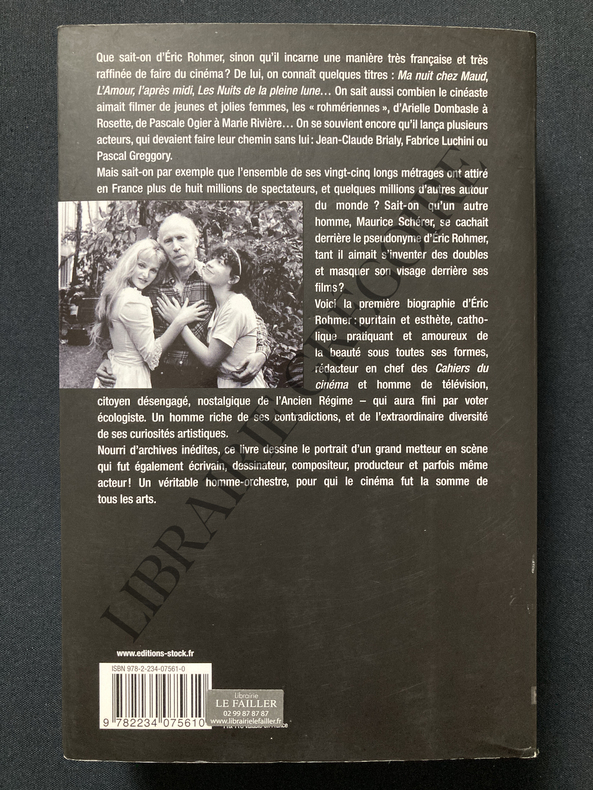 Que sait-on d'Éric Rohmer, sinon qu'il incarne une manière très française et très
raffinée de faire du cinéma ? De lui, on connaît quelques titres : Ma nuit chez Maud,
L'Amour, l'après midi, Les Nuits de la pleine lune… On sait aussi combien le cinéaste
aimait filmer de jeunes et jolies femmes, les « rohmériennes », d'Arielle Dombasle à
Rosette, de Pascale Ogier à Marie Rivière… On se souvient encore qu'il lança plusieurs
acteurs, qui devaient faire leur chemin sans lui : Jean-Claude Brialy, Fabrice Luchini ou
Pascal Greggory.
Mais sait-on par exemple que l'ensemble de ses vingt-cinq longs métrages ont attiré
en France plus de huit millions de spectateurs, et quelques millions d'autres autour
du monde ? Sait-on qu'un autre
homme, Maurice Schérer, se cachait
derrière le pseudonyme d'Éric Rohmer,
tant il aimait s'inventer des doubles
et masquer son visage derrière ses
films ?
Voici la première biographie d'Éric
Rohmer : puritain et esthète, catho-
lique pratiquant et amoureux de
la beauté sous toutes ses formes,
rédacteur en chef des Cahiers du
cinéma et homme de télévision,
citoyen désengagé, nostalgique de l'Ancien Régime – qui aura fini par voter
écologiste. Un homme riche de ses contradictions, et de l'extraordinaire diversité
de ses curiosités artistiques.
Nourri d'archives inédites, ce livre dessine le portrait d'un grand metteur en scène
qui fut également écrivain, dessinateur, compositeur, producteur et parfois même
acteur ! Un véritable homme-orchestre, pour qui le cinéma fut la somme de
tous les arts.
LIBRAIRIE GREGOIRE
www.editions-stock.fr
ISBN 978-2-234-07561-0
9 782234 075610
Librairie
LE FAILLER
02 99 87 87 87
www.librairielefailler.fr